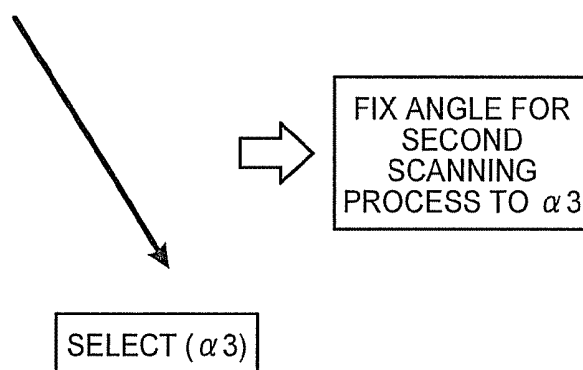 FIX ANGLE FOR
SECOND
SCANNING
PROCESS TO α3
SELECT (α3)